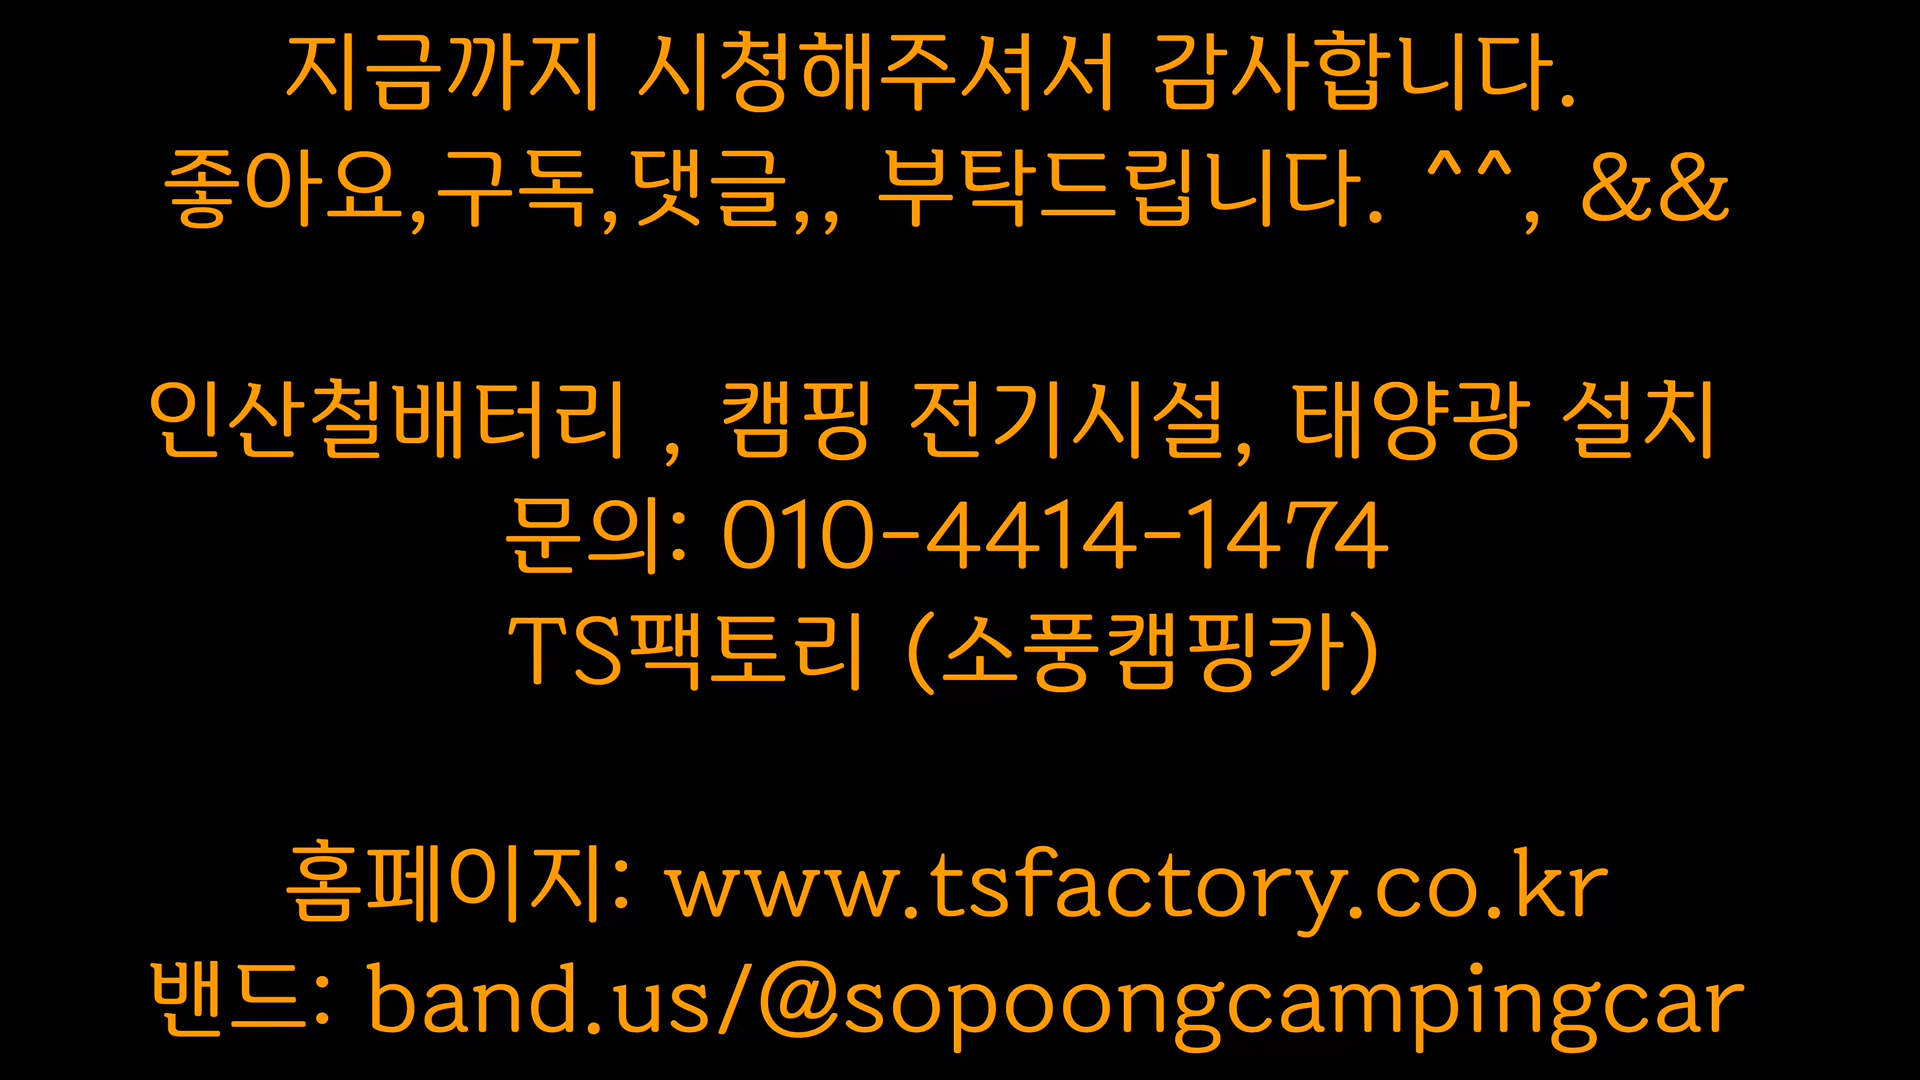 지금까지 시청해주셔서 감사합니다.
좋아요,구독,댓글,, 부탁드립니다. ^^, &&
인산철배터리 , 캠핑 전기시설, 태양광 설치
문의: 010-4414-1474
TS팩토리 (소풍캠핑카)
홈페이지: www.tsfactory.co.kr
밴드: band.us/@sopoongcampingcar